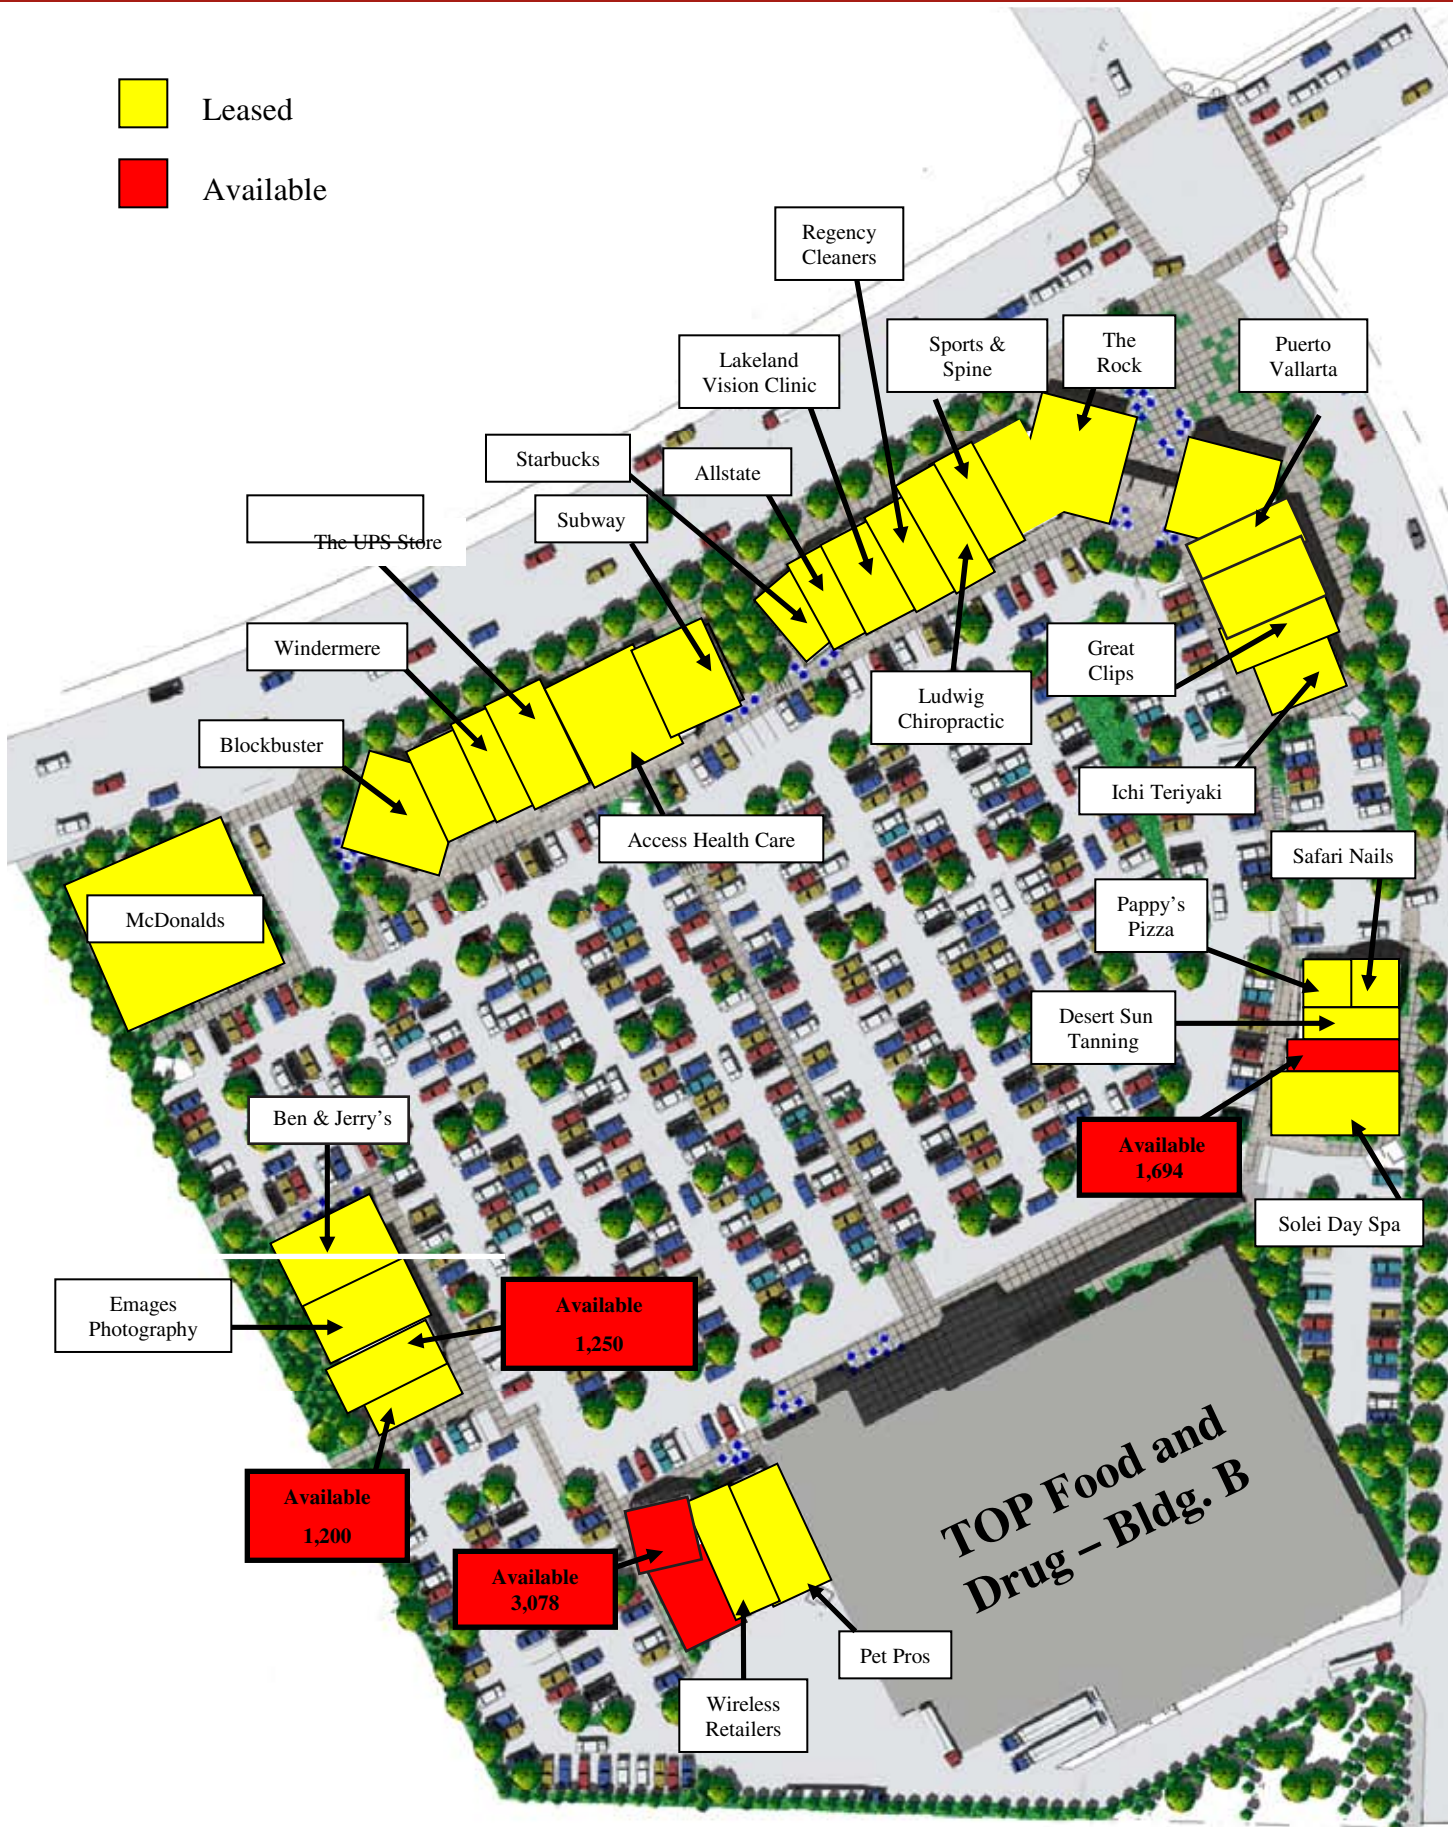 Leased
Available
Regency
Cleaners
Sports &
Spine
The
Rock
Puerto
Vallarta
Lakeland
Vision Clinic
Starbucks
Allstate
Subway
The UPS Store
Windermere
Great
Clips
Ludwig
Chiropractic
Blockbuster
Ichi Teriyaki
Access Health Care
Safari Nails
McDonalds
Pappy's
Pizza
Desert Sun
Tanning
Ben & Jerry's
Available
1,694
Solei Day Spa
Emages
Photography
Available
1,250
TOP Food and
Drug – Bldg. B
Available
1,200
Available
3,078
Pet Pros
Wireless
Retailers